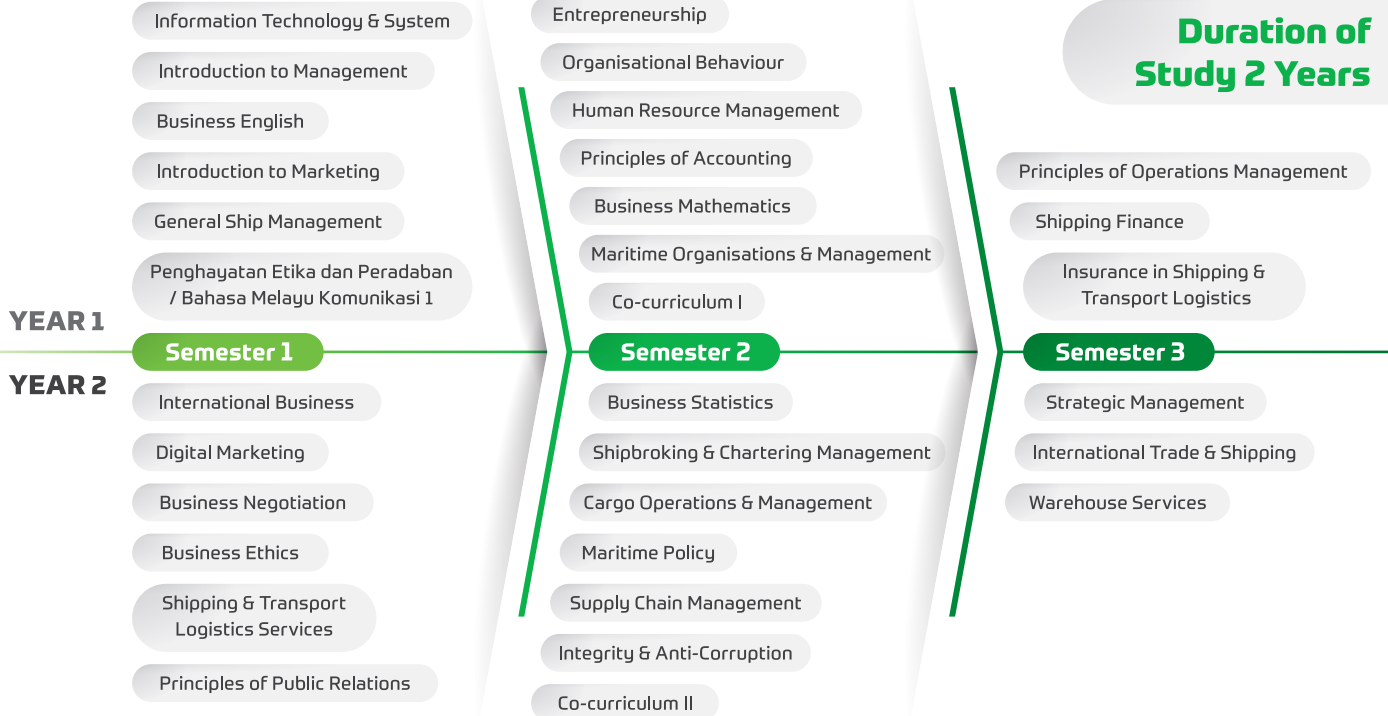 Duration of
Study 2 Years
YEAR 1
Information Technology & System
Introduction to Management
Business English
Introduction to Marketing
General Ship Management
Penghayatan Etika dan Peradaban
/ Bahasa Melayu Komunikasi 1
Semester 1
Entrepreneurship
Organisational Behaviour
Human Resource Management
Principles of Accounting
Business Mathematics
Maritime Organisations & Management
Co-curriculum I
Semester 2
Principles of Operations Management
Shipping Finance
Insurance in Shipping &
Transport Logistics
Semester 3
YEAR 2
International Business
Digital Marketing
Business Negotiation
Business Ethics
Shipping & Transport
Logistics Services
Principles of Public Relations
Business Statistics
Shipbroking & Chartering Management
Cargo Operations & Management
Maritime Policy
Supply Chain Management
Integrity & Anti-Corruption
Co-curriculum II
Strategic Management
International Trade & Shipping
Warehouse Services